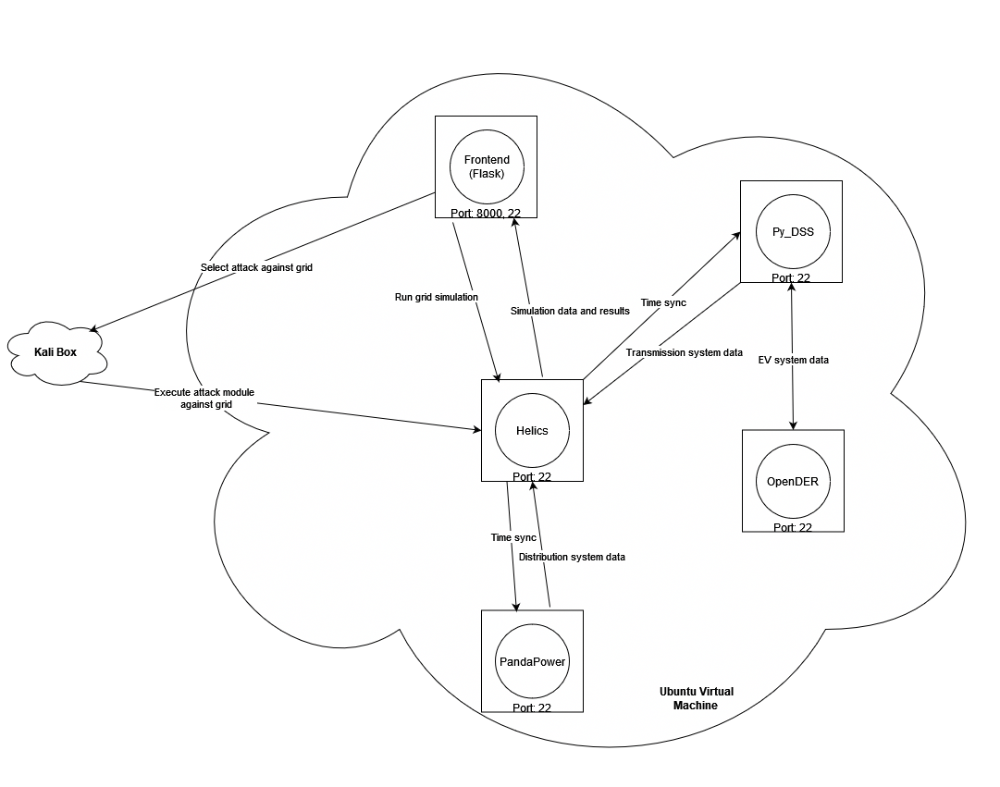 Frontend
(Flask)
Port: 8000, 22
Py_DSS
Port: 22
Select attack against grid
Run grid simulation
Simulation data and results
Time sync
Transmission system data
EV system data
Kali Box
Execute attack module
against grid
Helics
Port: 22
OpenDER
Port: 22
Time sync
Distribution system data
PandaPower
Port: 22
Ubuntu Virtual
Machine